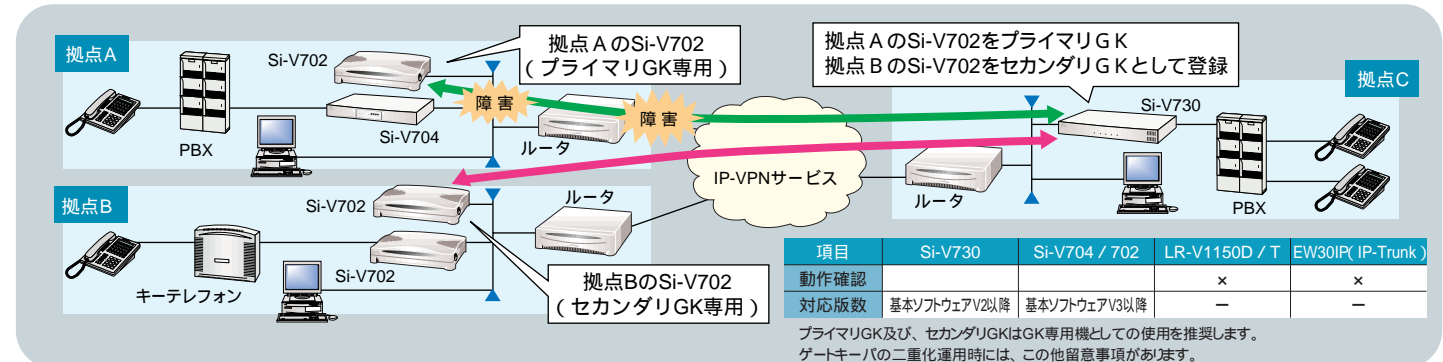 拠点A
Si-V702
拠点AのSi-V702
(プライマリGK専用)
障害
障害
PBX
Si-V704
ルータ
拠点B
Si-V702
ルータ
キーテレフォン
Si-V702
拠点BのSi-V702
(セカンダリGK専用)
IP-VPNサービス
拠点AのSi-V702をプライマリGK
拠点BのSi-V702をセカンダリGKとして登録
拠点C
Si-V730
ルータ
PBX
項目 Si-V730 Si-V704/702 LR-V1150D/T EW30IP(IP-Trunk)
動作確認 × ×
対応版数 基本ソフトウェアV2以降 基本ソフトウェアV3以降 ー ー
プライマリGK及び、セカンダリGKはGK専用機としての使用を推奨します。
ゲートキーパの二重化運用時には、この他留意事項があります。